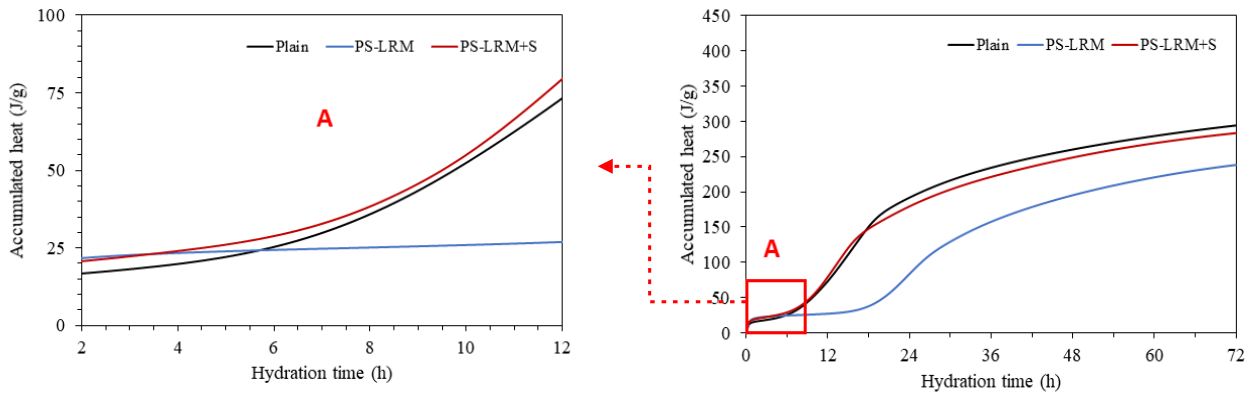 Accumulated heat (J/g)
100
75
50
25
0
Plain PS-LRM PS-LRM+S
A
2 4 6 8 10 12
Hydration time (h)
Accumulated heat (J/g)
450
400
350
300
250
200
150
100
50
0
Plain PS-LRM PS-LRM+S
A
0 12 24 36 48 60 72
Hydration time (h)